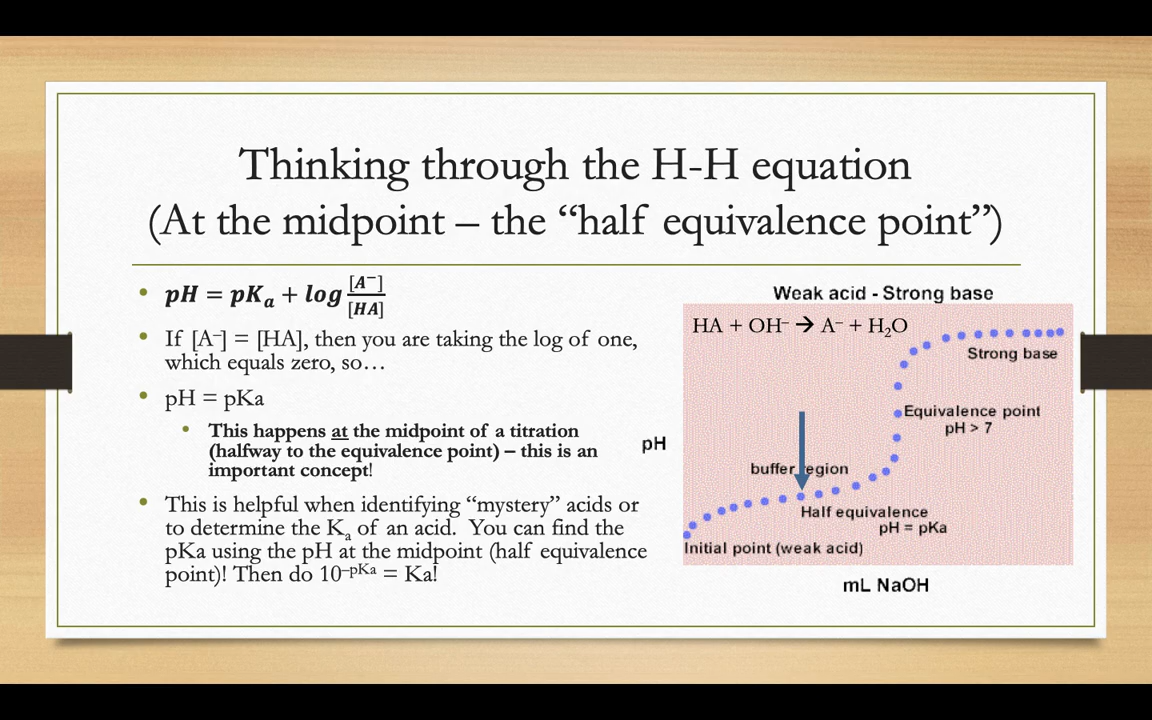 Thinking through the H-H equation
(At the midpoint – the “half equivalence point”)
• pH = pKₐ + log [A⁻]/[HA]
• If [A⁻] = [HA], then you are taking the log of one,
which equals zero, so…
• pH = pKa
• This happens at the midpoint of a titration
(halfway to the equivalence point) – this is an
important concept!
• This is helpful when identifying “mystery” acids or
to determine the Kₐ of an acid.  You can find the
pKa using the pH at the midpoint (half equivalence
point)! Then do 10⁻ᵖᴷᵃ = Ka!
Weak acid - Strong base
HA + OH⁻ → A⁻ + H₂O
Strong base
Equivalence point
pH > 7
pH
buffer region
Half equivalence
pH = pKa
Initial point (weak acid)
mL NaOH